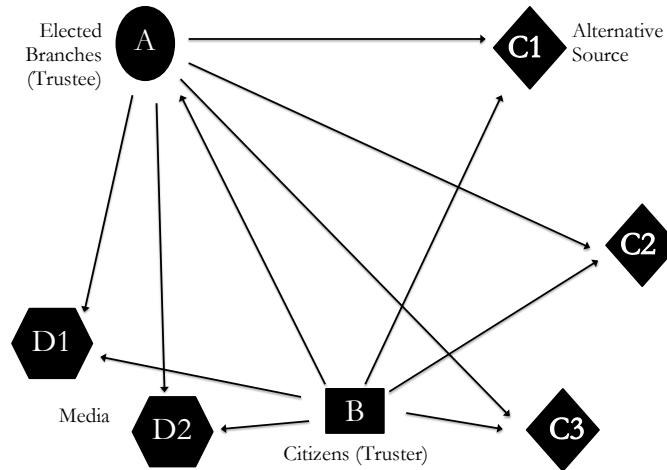 Elected
Branches
(Trustee)
A
C1
Alternative
Source
C2
D1
Media
D2
B
Citizens (Truster)
C3